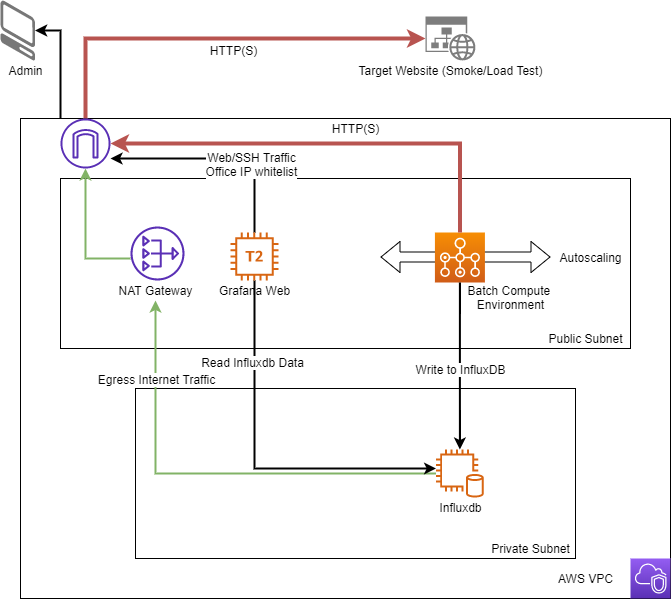 HTTP(S)
Admin
Target Website (Smoke/Load Test)
HTTP(S)
Web/SSH Traffic
Office IP whitelist
T2
Autoscaling
NAT Gateway
Grafana Web
Batch Compute
Environment
Public Subnet
Read Influxdb Data
Write to InfluxDB
Egress Internet Traffic
Influxdb
Private Subnet
AWS VPC